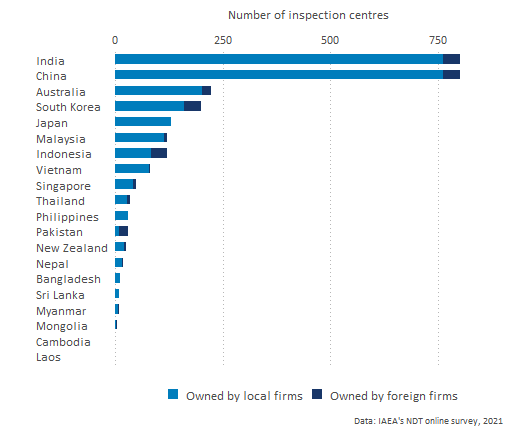 Number of inspection centres
0 250 500 750
India
China
Australia
South Korea
Japan
Malaysia
Indonesia
Vietnam
Singapore
Thailand
Philippines
Pakistan
New Zealand
Nepal
Bangladesh
Sri Lanka
Myanmar
Mongolia
Cambodia
Laos
Owned by local firms Owned by foreign firms
Data: IAEA's NDT online survey, 2021